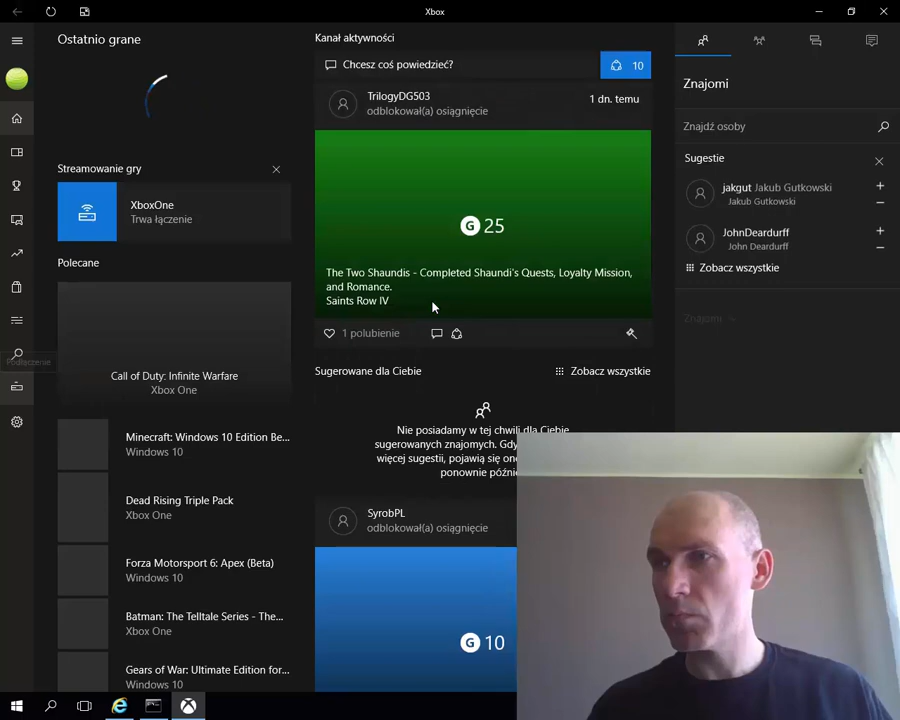 Xbox
Ostatnio grane
Streamowanie gry
XboxOne
Trwa łączenie
Polecane
Call of Duty: Infinite Warfare
Xbox One
Podłączenie
Minecraft: Windows 10 Edition Be...
Windows 10
Dead Rising Triple Pack
Xbox One
Forza Motorsport 6: Apex (Beta)
Windows 10
Batman: The Telltale Series - The...
Xbox One
Gears of War: Ultimate Edition for...
Windows 10
Kanał aktywności
Chcesz coś powiedzieć?
10
TrilogyDG503
1 dn. temu
odblokował(a) osiągnięcie
G 25
The Two Shaundis - Completed Shaundi's Quests, Loyalty Mission,
and Romance.
Saints Row IV
1 polubienie
Sugerowane dla Ciebie
Zobacz wszystkie
Nie posiadamy w tej chwili dla Ciebie
sugerowanych znajomych. Gdy
więcej sugestii, pojawią się one
ponownie późnie
SyrobPL
odblokował(a) osiągnięcie
G 10
Znajomi
Znajdź osoby
Sugestie
jakgut Jakub Gutkowski
Jakub Gutkowski
JohnDeardurff
John Deardurff
Zobacz wszystkie
Znajomi